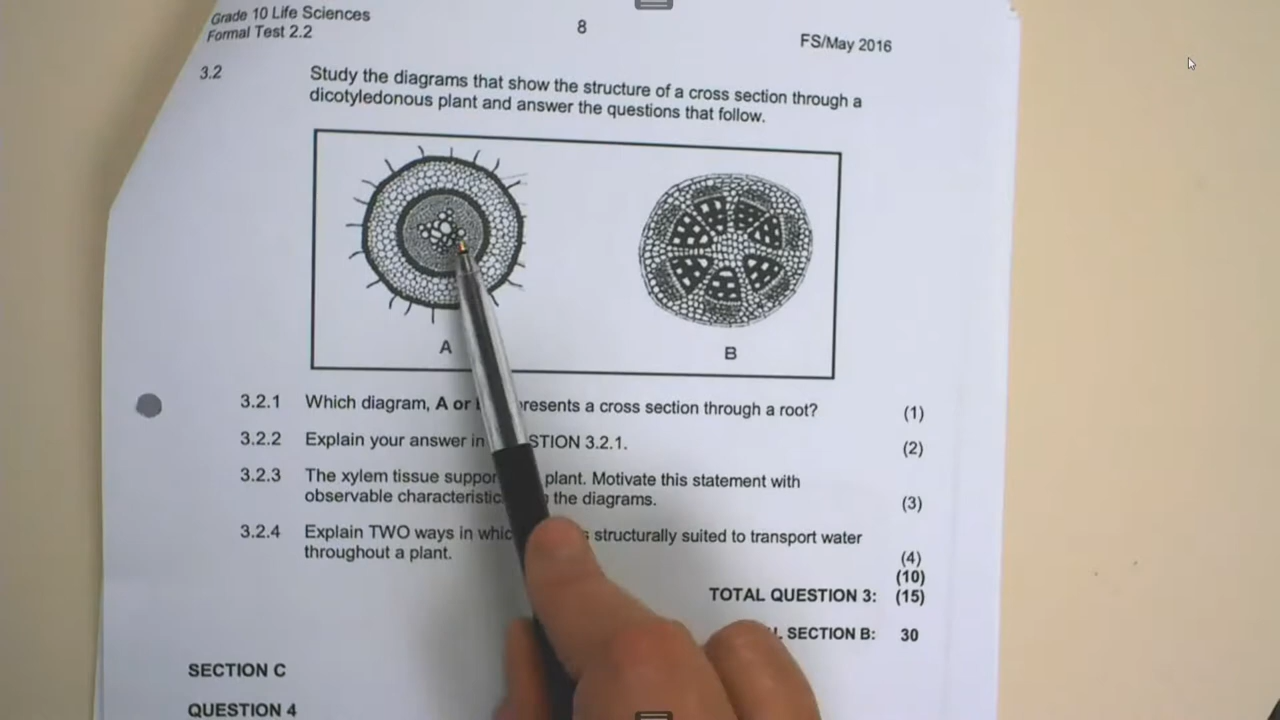 Grade 10 Life Sciences
Formal Test 2.2
8
FS/May 2016
3.2 Study the diagrams that show the structure of a cross section through a
dicotyledonous plant and answer the questions that follow.
A
B
3.2.1 Which diagram, A or presents a cross section through a root? (1)
3.2.2 Explain your answer in STION 3.2.1. (2)
3.2.3 The xylem tissue suppor plant. Motivate this statement with
observable characteristic the diagrams. (3)
3.2.4 Explain TWO ways in whic structurally suited to transport water
throughout a plant. (4)
(10)
TOTAL QUESTION 3: (15)
SECTION B: 30
SECTION C
QUESTION 4